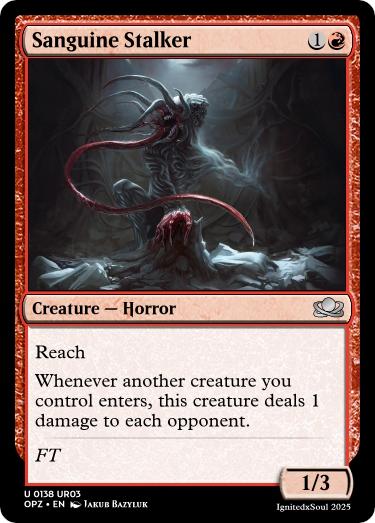 Sanguine Stalker 1
Creature — Horror
Reach
Whenever another creature you
control enters, this creature deals 1
damage to each opponent.
FT
1/3
U 0138 UR03
OPZ • EN Jakub Bazyluk
IgnitedxSoul 2025